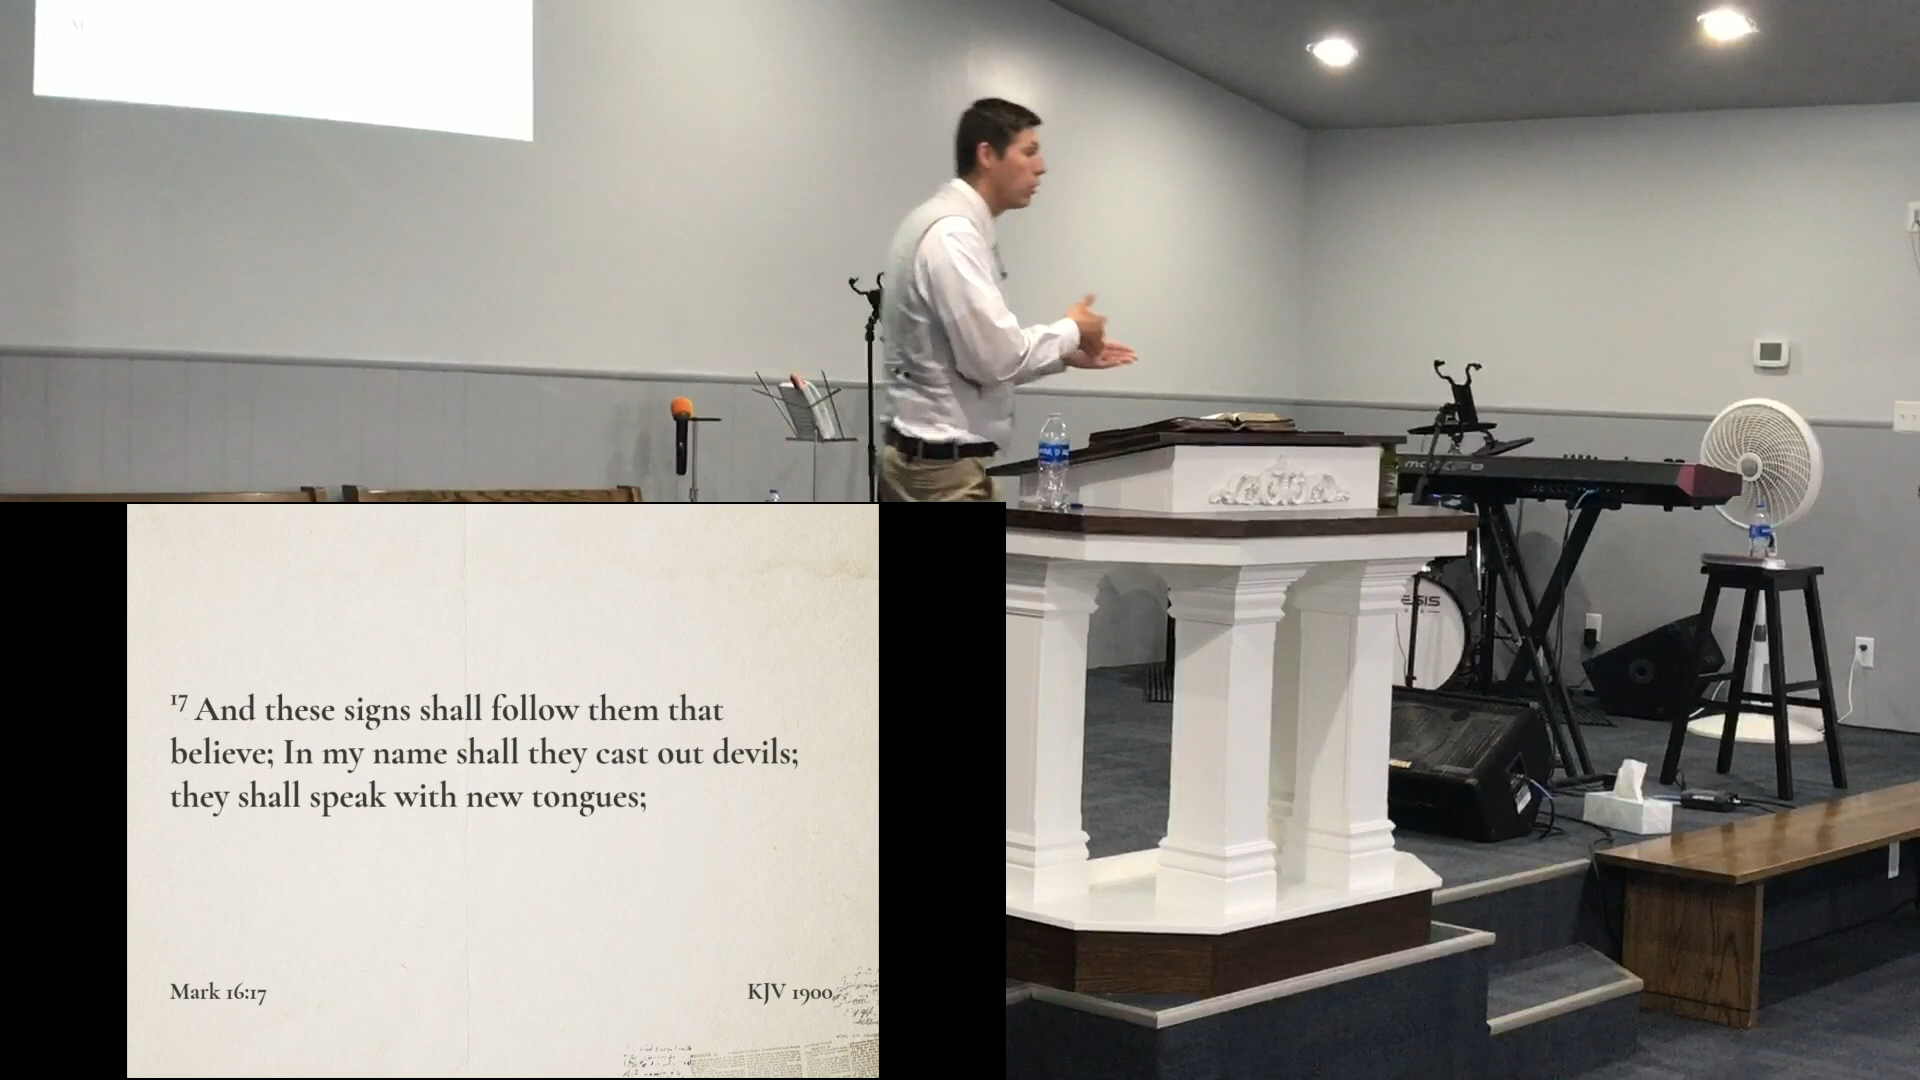 17 And these signs shall follow them that
believe; In my name shall they cast out devils;
they shall speak with new tongues;
Mark 16:17
KJV 1900